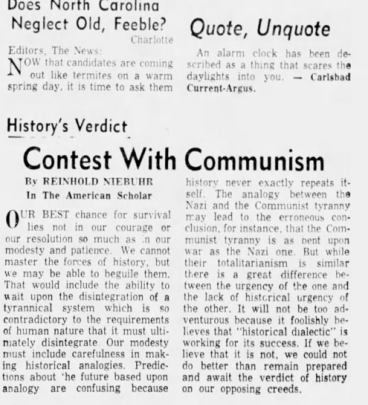 Does North Carolina
Neglect Old, Feeble?
Charlotte
Editors, The News:
NOW that candidates are coming
out like termites on a warm
spring day, it is time to ask them
Quote, Unquote
An alarm clock has been de-
scribed as a thing that scares the
daylights into you. — Carlsbad
Current-Argus.
History's Verdict
Contest With Communism
By REINHOLD NIEBUHR
In The American Scholar
OUR BEST chance for survival
lies not in our courage or
our resolution so much as in our
modesty and patience. We cannot
master the forces of history, but
we may be able to beguile them.
That would include the ability to
wait upon the disintegration of a
tyrannical system which is so
contradictory to the requirements
of human nature that it must ulti-
mately disintegrate Our modesty
must include carefulness in mak-
ing historical analogies. Predic-
tions about the future based upon
analogy are confusing because
history never exactly repeats it-
self. The analogy between the
Nazi and the Communist tyranny
may lead to the erroneous con-
clusion, for instance, that the Com-
munist tyranny is as bent upon
war as the Nazi one. But while
their totalitarianism is similar
there is a great difference be-
tween the urgency of the one and
the lack of historical urgency of
the other. It will not be too ad-
venturous because it foolishly be-
lieves that "historical dialectic" is
working for its success. If we be-
lieve that it is not, we could not
do better than remain prepared
and await the verdict of history
on our opposing creeds.